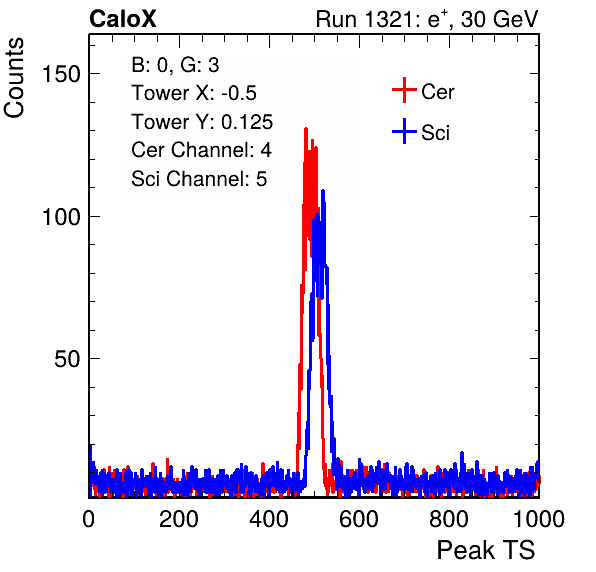 CaloX Run 1321: e⁺, 30 GeV
B: 0, G: 3
Tower X: -0.5
Tower Y: 0.125
Cer Channel: 4
Sci Channel: 5
Cer
Sci
Counts
150
100
50
0 200 400 600 800 1000
Peak TS